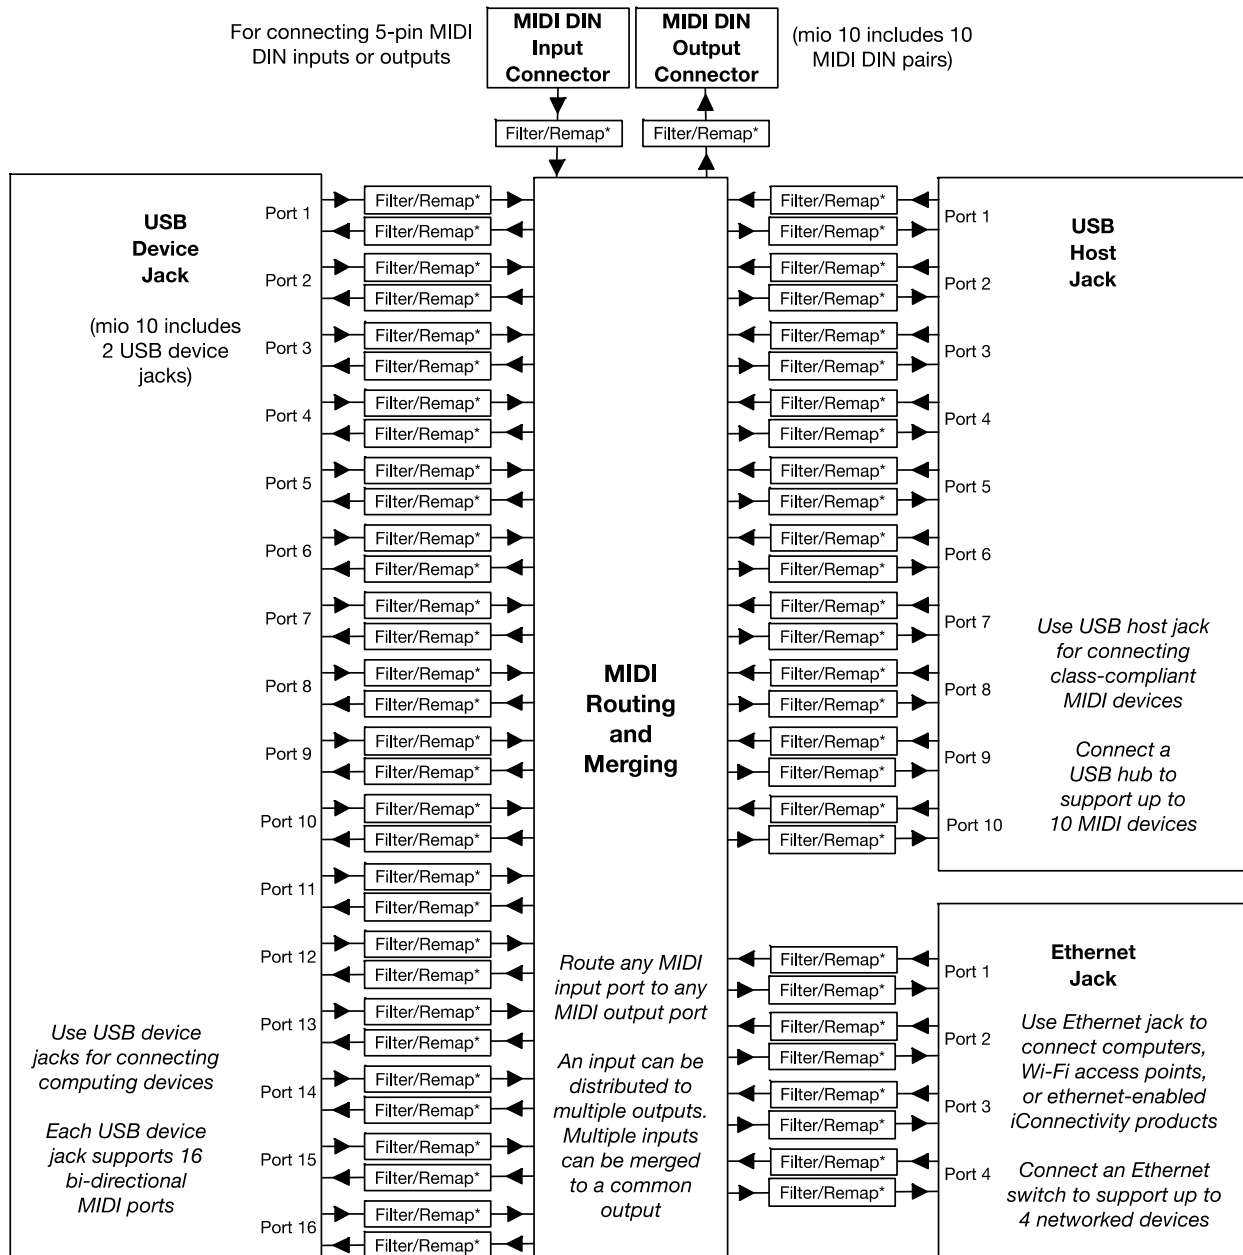 For connecting 5-pin MIDI
DIN inputs or outputs
MIDI DIN
Input
Connector
MIDI DIN
Output
Connector
(mio 10 includes 10
MIDI DIN pairs)
Filter/Remap*
Filter/Remap*
USB
Device
Jack
(mio 10 includes
2 USB device
jacks)
Use USB device
jacks for connecting
computing devices
Each USB device
jack supports 16
bi-directional
MIDI ports
Port 1
Filter/Remap*
Filter/Remap*
Port 2
Filter/Remap*
Filter/Remap*
Port 3
Filter/Remap*
Filter/Remap*
Port 4
Filter/Remap*
Filter/Remap*
Port 5
Filter/Remap*
Filter/Remap*
Port 6
Filter/Remap*
Filter/Remap*
Port 7
Filter/Remap*
Filter/Remap*
Port 8
Filter/Remap*
Filter/Remap*
Port 9
Filter/Remap*
Filter/Remap*
Port 10
Filter/Remap*
Filter/Remap*
Port 11
Filter/Remap*
Filter/Remap*
Port 12
Filter/Remap*
Filter/Remap*
Port 13
Filter/Remap*
Filter/Remap*
Port 14
Filter/Remap*
Filter/Remap*
Port 15
Filter/Remap*
Filter/Remap*
Port 16
Filter/Remap*
Filter/Remap*
MIDI
Routing
and
Merging
Route any MIDI
input port to any
MIDI output port
An input can be
distributed to
multiple outputs.
Multiple inputs
can be merged
to a common
output
Filter/Remap*
Filter/Remap*
Port 1
Filter/Remap*
Filter/Remap*
Port 2
Filter/Remap*
Filter/Remap*
Port 3
Filter/Remap*
Filter/Remap*
Port 4
Filter/Remap*
Filter/Remap*
Port 5
Filter/Remap*
Filter/Remap*
Port 6
Filter/Remap*
Filter/Remap*
Port 7
Filter/Remap*
Filter/Remap*
Port 8
Filter/Remap*
Filter/Remap*
Port 9
Filter/Remap*
Filter/Remap*
Port 10
USB
Host
Jack
Use USB host jack
for connecting
class-compliant
MIDI devices
Connect a
USB hub to
support up to
10 MIDI devices
Filter/Remap*
Filter/Remap*
Port 1
Filter/Remap*
Filter/Remap*
Port 2
Filter/Remap*
Filter/Remap*
Port 3
Filter/Remap*
Filter/Remap*
Port 4
Ethernet
Jack
Use Ethernet jack to
connect computers,
Wi-Fi access points,
or ethernet-enabled
iConnectivity products
Connect an Ethernet
switch to support up to
4 networked devices